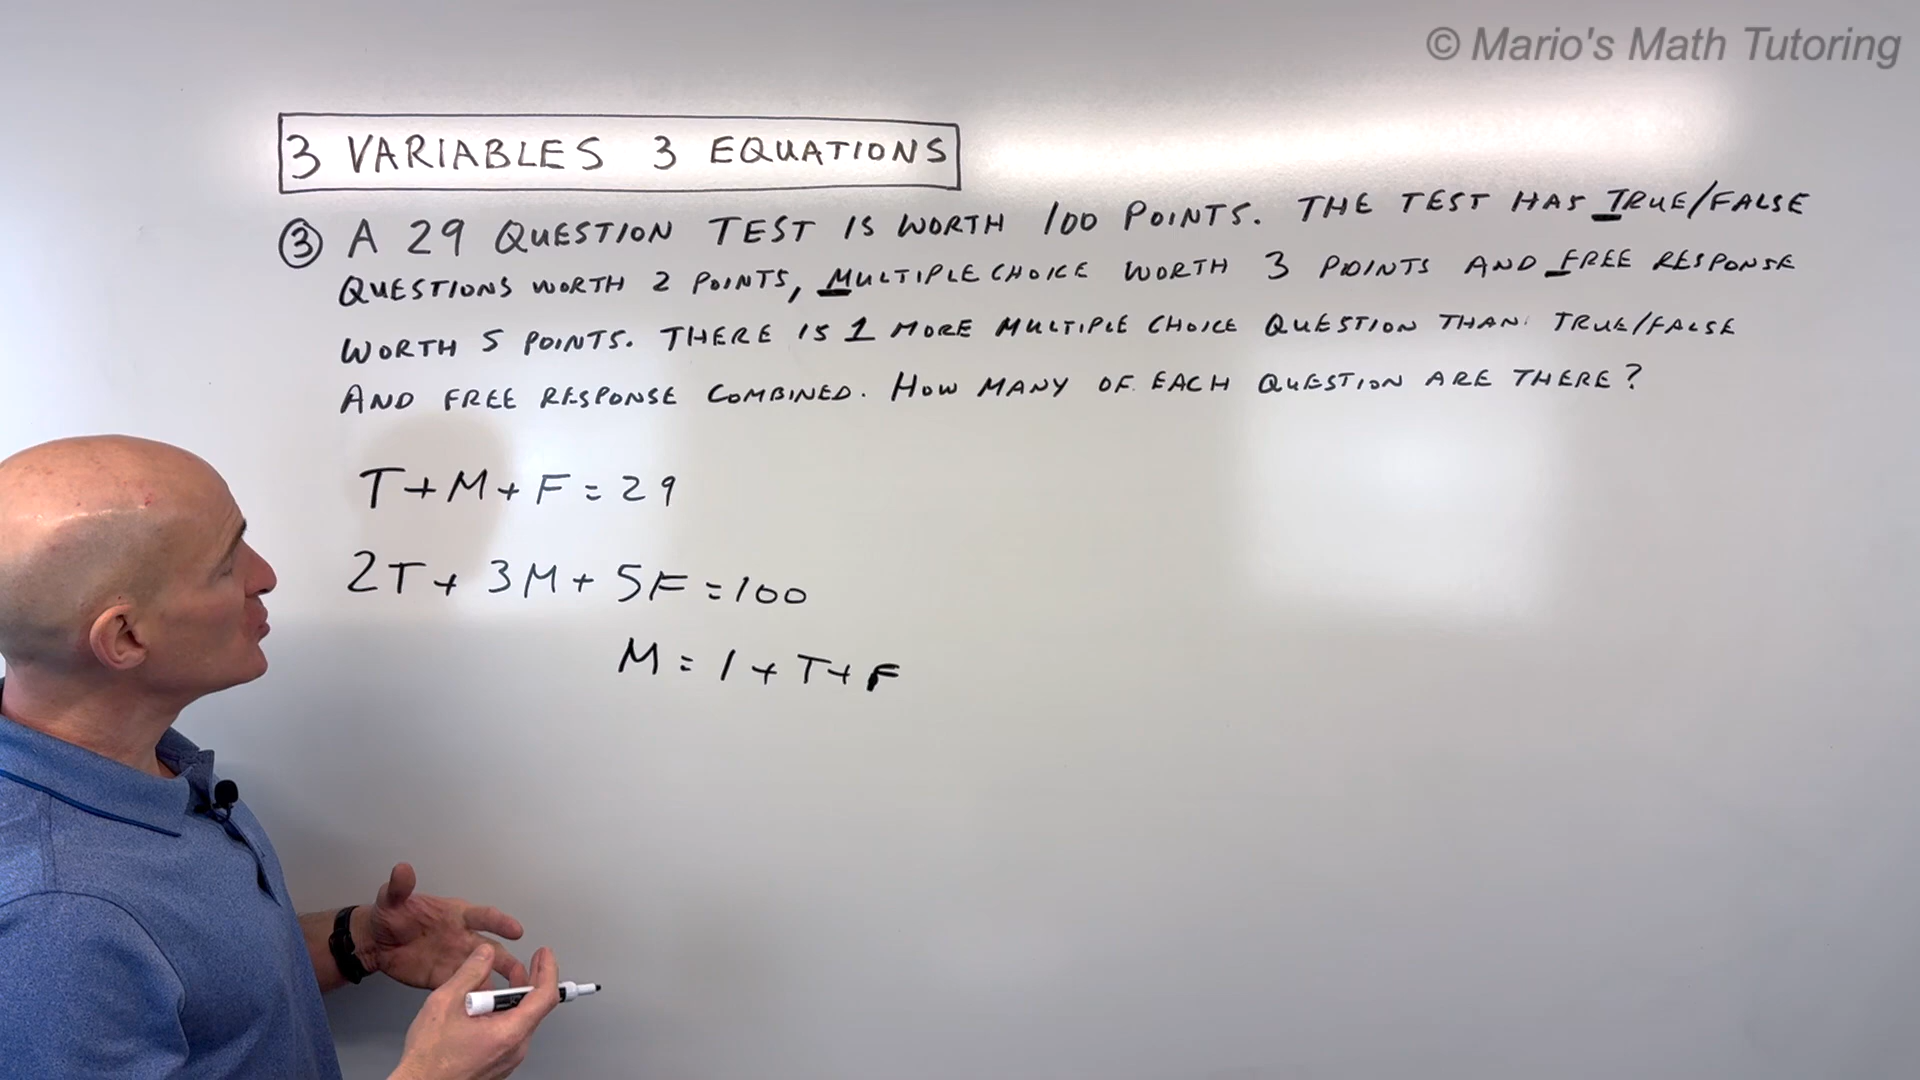 © Mario's Math Tutoring
3 VARIABLES 3 EQUATIONS
③ A 29 QUESTION TEST IS WORTH 100 POINTS. THE TEST HAS TRUE/FALSE
QUESTIONS WORTH 2 POINTS, MULTIPLE CHOICE WORTH 3 POINTS AND FREE RESPONSE
WORTH 5 POINTS. THERE IS 1 MORE MULTIPLE CHOICE QUESTION THAN TRUE/FALSE
AND FREE RESPONSE COMBINED. HOW MANY OF EACH QUESTION ARE THERE?
T+M+F=29
2T+3M+5F=100
M=1+T+F